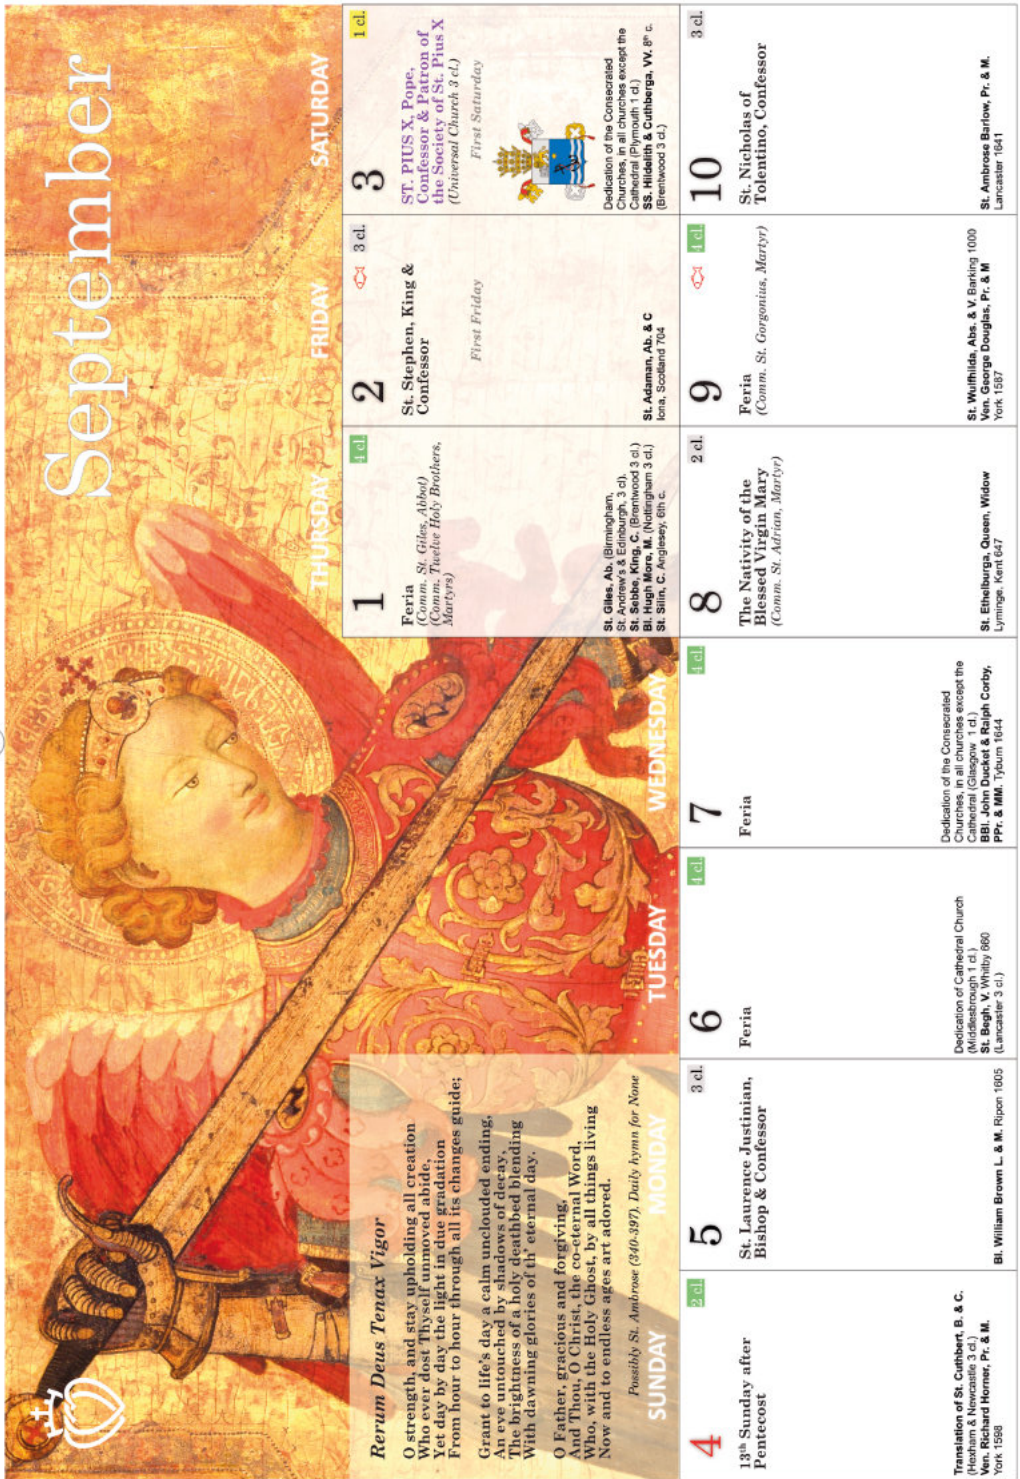 September
SUNDAY
MONDAY
TUESDAY
WEDNESDAY
THURSDAY
FRIDAY
SATURDAY
Rerum Deus Tenax Vigor
O strength, and stay upholding all creation
Who ever dost Thyself unmoved abide,
Yet day by day the light in due gradation
From hour to hour through all its changes guide;
Grant to life's day a calm unclouded ending,
An eve untouched by shadows of decay,
The brightness of a holy deathbed blending
With dawning glories of th' eternal day.
O Father, gracious and forgiving,
And Thou, O Christ, the co-eternal Word,
Who, with the Holy Ghost, by all things living
Now and to endless ages art adored.
Possibly St. Ambrose (340-397). Daily hymn for None
1
4 cl.
Feria
(Comm. St. Giles, Abbot)
(Comm. Twelve Holy Brothers,
Martyrs)
St. Giles, Ab. (Birmingham,
St. Andrew's & Edinburgh, 3 cl).
St. Sebbe, King, C. (Brentwood 3 cl.)
Bl. Hugh More, M. (Nottingham 3 cl.)
St. Silin, C. Anglesey, 6th c.
2
3 cl.
St. Stephen, King &
Confessor
First Friday
St. Adaman, Ab. & C
Iona, Scotland 704
3
1 cl.
ST. PIUS X, Pope,
Confessor & Patron of
the Society of St. Pius X
(Universal Church 3 cl.)
First Saturday
Dedication of the Consecrated
Churches, in all churches except the
Cathedral (Plymouth 1 cl.)
SS. Hildelith & Cuthberga, VV. 8th c.
(Brentwood 3 cl.)
4
2 cl.
13th Sunday after
Pentecost
Translation of St. Cuthbert, B. & C.
(Hexham & Newcastle 3 cl.)
Ven. Richard Horner, Pr. & M.
York 1598
5
3 cl.
St. Laurence Justinian,
Bishop & Confessor
Bl. William Brown L. & M. Ripon 1605
6
4 cl.
Feria
Dedication of Cathedral Church
(Middlesbrough 1 cl.)
St. Begh, V. Whitby 660
(Lancaster 3 cl.)
7
4 cl.
Feria
Dedication of the Consecrated
Churches, in all churches except the
Cathedral (Glasgow 1 cl.)
BBl. John Ducket & Ralph Corby,
PPr. & MM. Tyburn 1644
8
2 cl.
The Nativity of the
Blessed Virgin Mary
(Comm. St. Adrian, Martyr)
St. Ethelburga, Queen, Widow
Lyminge, Kent 647
9
4 cl.
Feria
(Comm. St. Gorgonius, Martyr)
St. Wulfhilda, Abs. & V. Barking 1000
Ven. George Douglas, Pr. & M
York 1587
10
3 cl.
St. Nicholas of
Tolentino, Confessor
St. Ambrose Barlow, Pr. & M.
Lancaster 1641